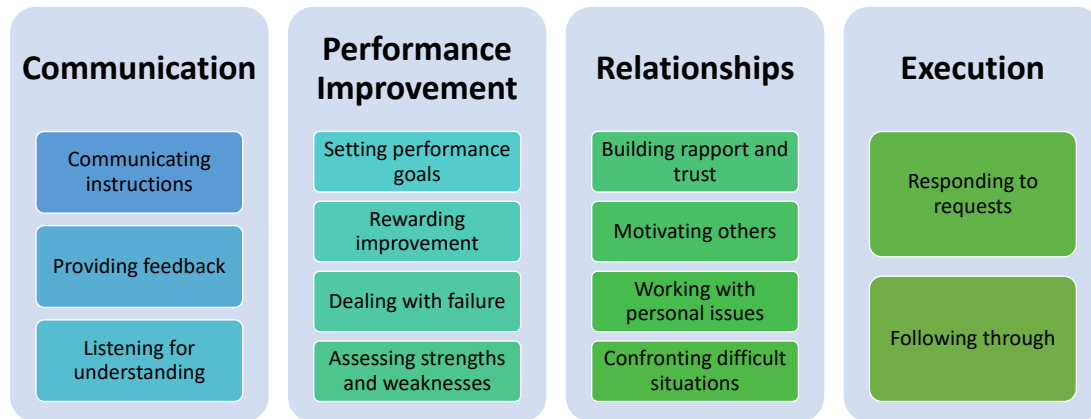 Communication
Communicating
instructions
Providing feedback
Listening for
understanding
Performance
Improvement
Setting performance
goals
Rewarding
improvement
Dealing with failure
Assessing strengths
and weaknesses
Relationships
Building rapport and
trust
Motivating others
Working with
personal issues
Confronting difficult
situations
Execution
Responding to
requests
Following through